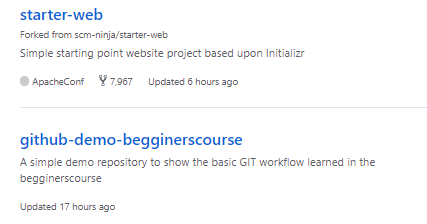 starter-web
Forked from scm-ninja/starter-web
Simple starting point website project based upon Initializr
ApacheConf 7,967 Updated 6 hours ago
github-demo-begginerscourse
A simple demo repository to show the basic GIT workflow learned in the
begginerscourse
Updated 17 hours ago